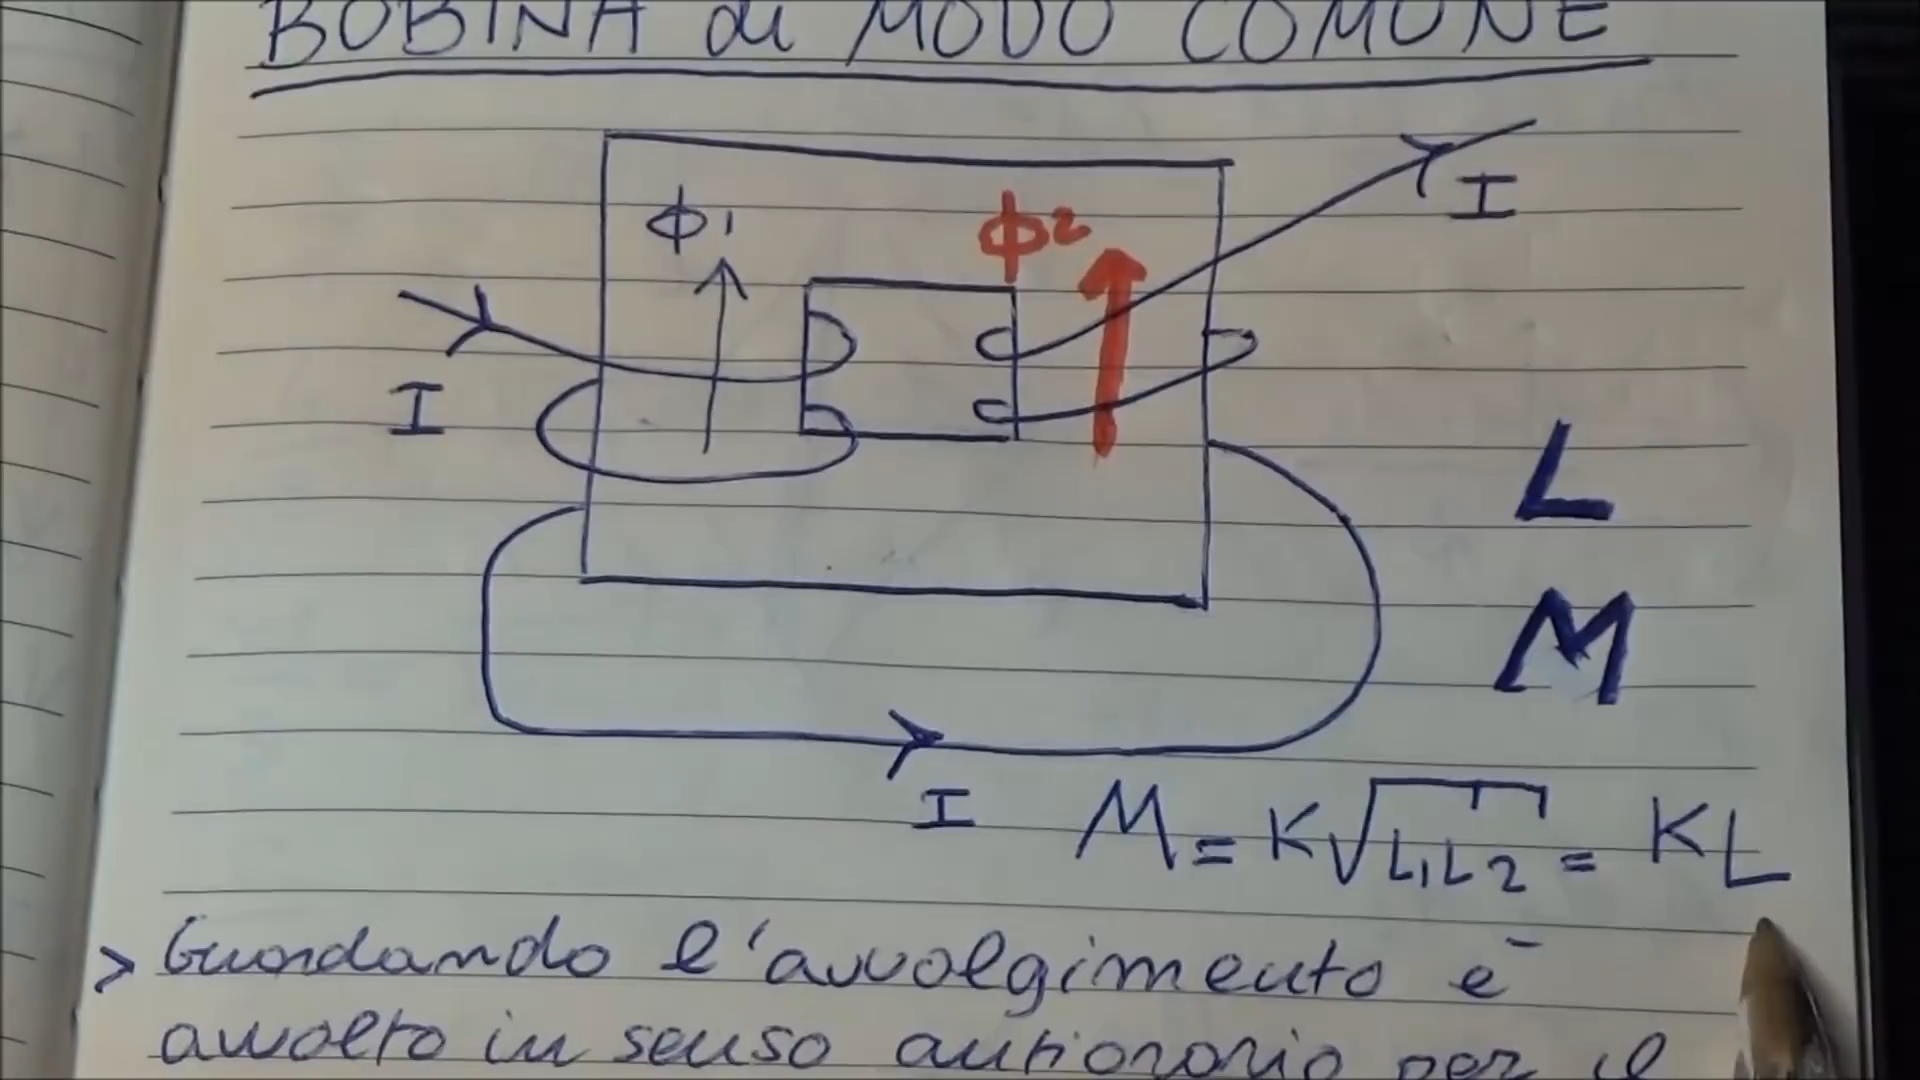 BOBINA di MODO COMUNE
I
ϕ1
ϕ2
I
L
M
I
M = K√L1L2 = KL
> Guardando l'avvolgimento è
avvolto in senso antiorario per il